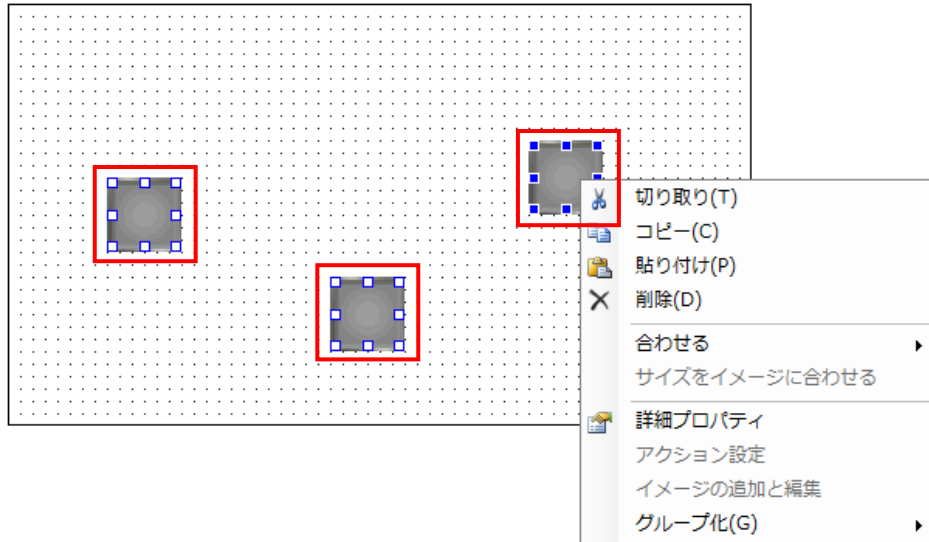 切り取り(T)
コピー(C)
貼り付け(P)
削除(D)
合わせる
サイズをイメージに合わせる
詳細プロパティ
アクション設定
イメージの追加と編集
グループ化(G)